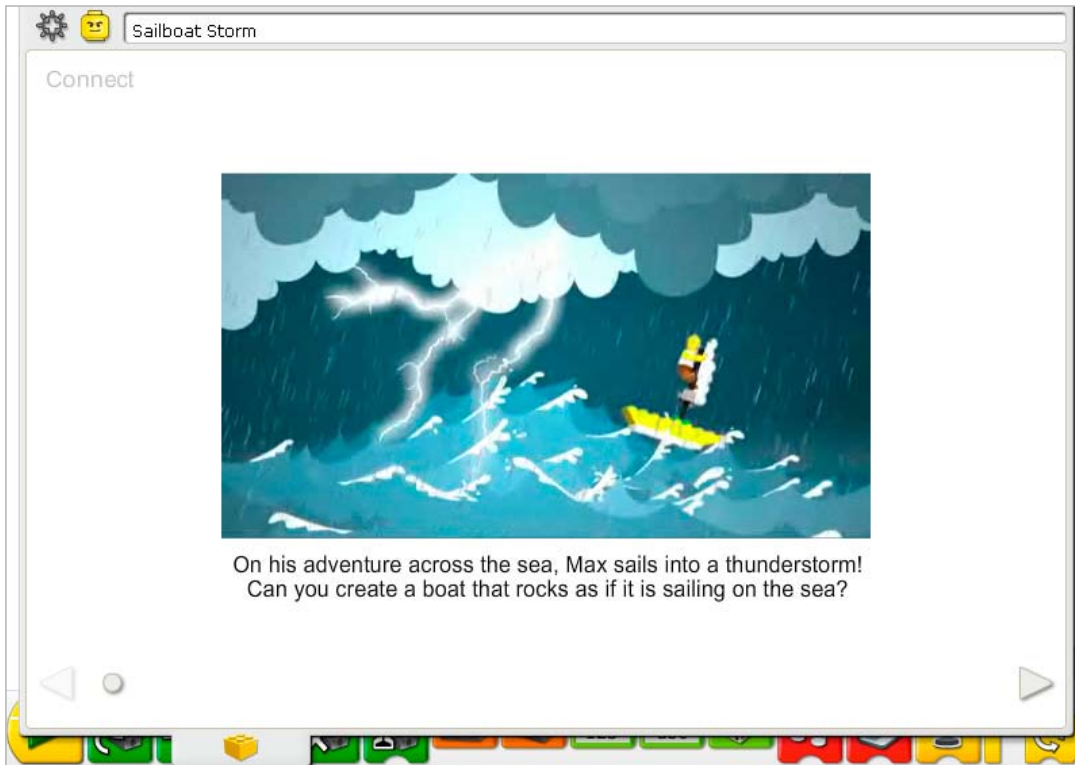 Sailboat Storm
Connect
On his adventure across the sea, Max sails into a thunderstorm!
Can you create a boat that rocks as if it is sailing on the sea?